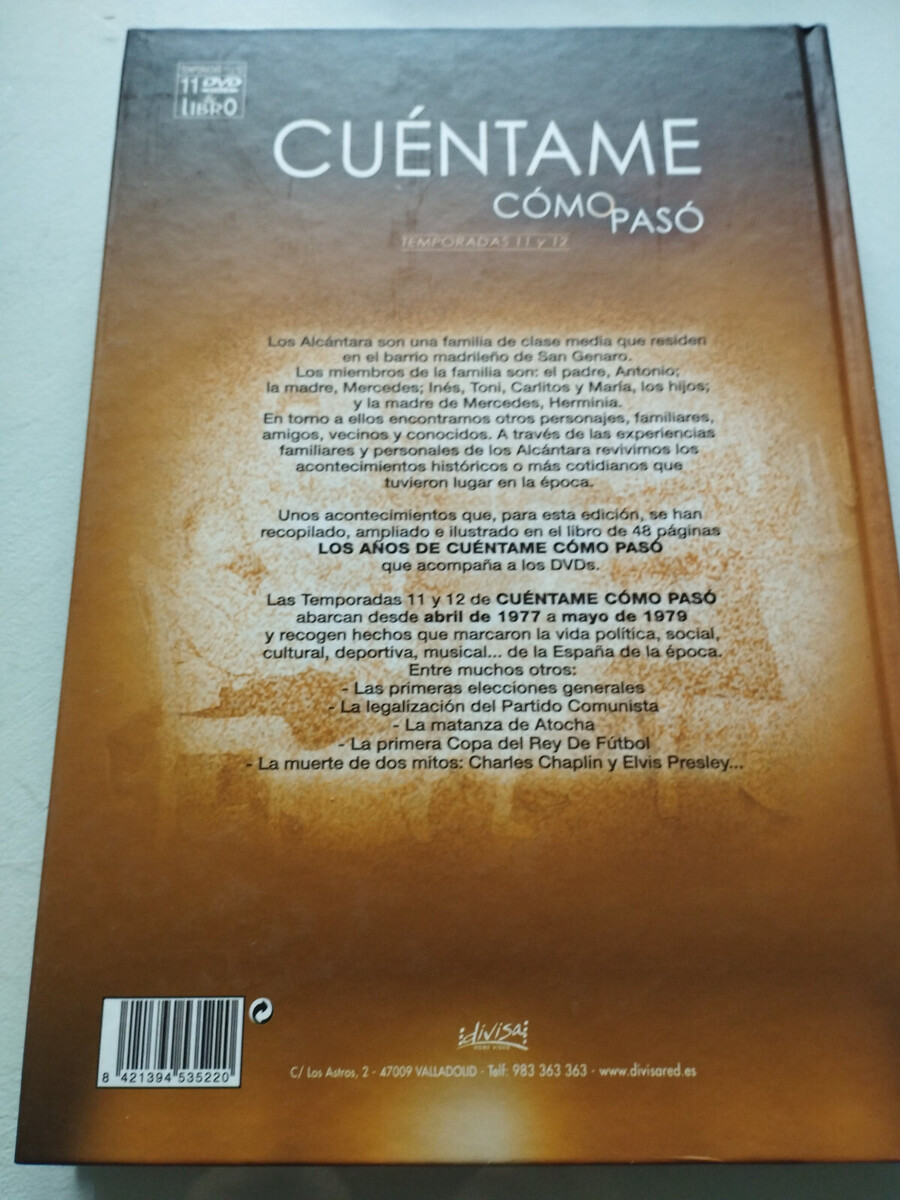 11 DVD
LIBRO
CUÉNTAME
CÓMO PASÓ
TEMPORADAS 11 y 12
Los Alcántara son una familia de clase media que residen
en el barrio madrileño de San Genaro.
Los miembros de la familia son: el padre, Antonio;
la madre, Mercedes; Inés, Toni, Carlitos y María, los hijos;
y la madre de Mercedes, Herminia.
En torno a ellos encontramos otros personajes, familiares,
amigos, vecinos y conocidos. A través de las experiencias
familiares y personales de los Alcántara revivimos los
acontecimientos históricos o más cotidianos que
tuvieron lugar en la época.
Unos acontecimientos que, para esta edición, se han
recopilado, ampliado e ilustrado en el libro de 48 páginas
LOS AÑOS DE CUÉNTAME CÓMO PASÓ
que acompaña a los DVDs.
Las Temporadas 11 y 12 de CUÉNTAME CÓMO PASÓ
abarcan desde abril de 1977 a mayo de 1979
y recogen hechos que marcaron la vida política, social,
cultural, deportiva, musical... de la España de la época.
Entre muchos otros:
- Las primeras elecciones generales
- La legalización del Partido Comunista
- La matanza de Atocha
- La primera Copa del Rey De Fútbol
- La muerte de dos mitos: Charles Chaplin y Elvis Presley...
8 421394 535220
divisa
HOME VIDEO
C/ Los Astros, 2 - 47009 VALLADOLID - Telf: 983 363 363 - www.divisared.es